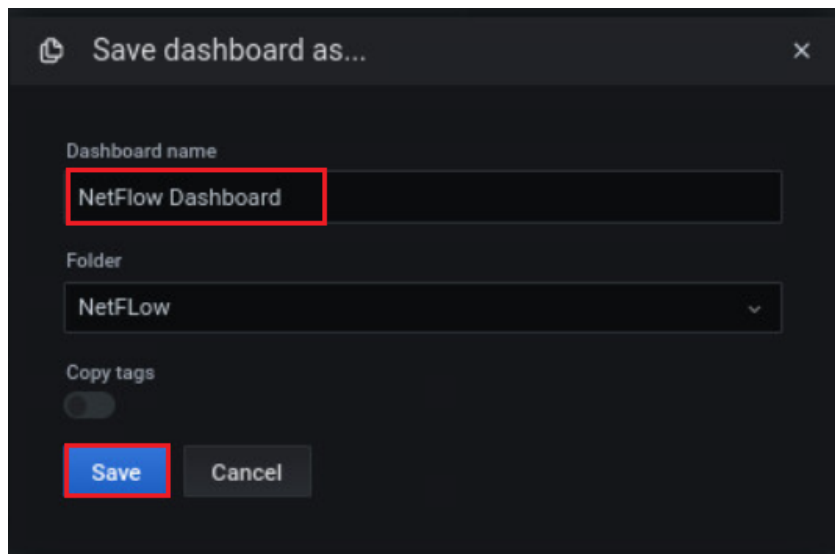 Save dashboard as...
Dashboard name
NetFlow Dashboard
Folder
NetFLow
Copy tags
Save Cancel